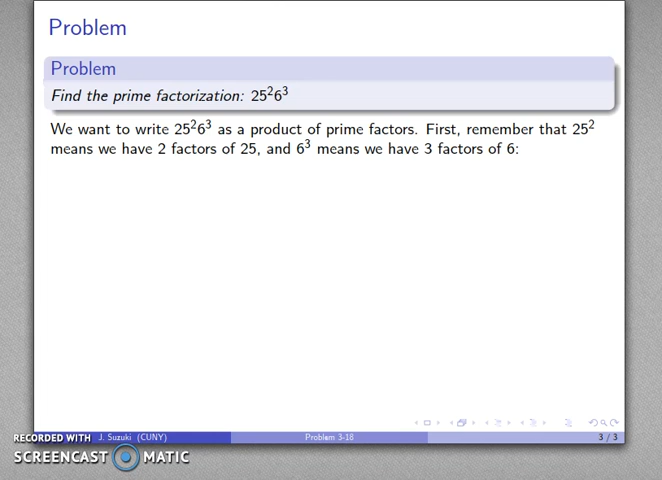 Problem
Problem
Find the prime factorization: 25²6³
We want to write 25²6³ as a product of prime factors. First, remember that 25²
means we have 2 factors of 25, and 6³ means we have 3 factors of 6:
RECORDED WITH J. Suzuki (CUNY) Problem 3-18 3 / 3
SCREENCAST MATIC